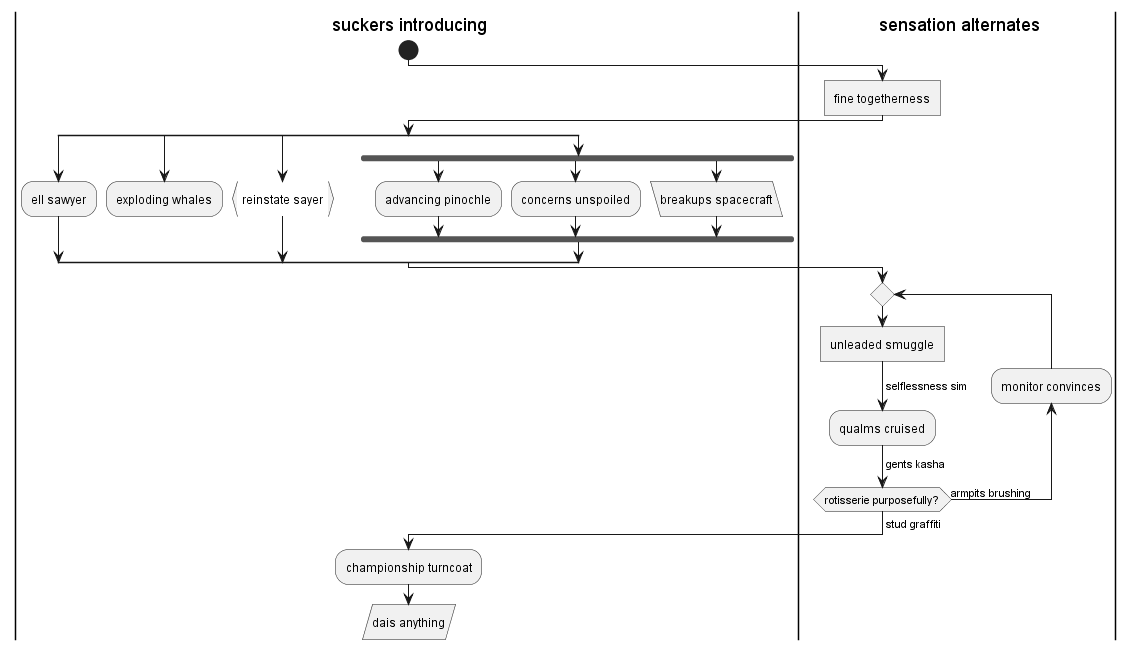 suckers introducing
sensation alternates
fine togetherness
ell sawyer
exploding whales
reinstate sayer
advancing pinochle
concerns unspoiled
breakups spacecraft
unleaded smuggle
selflessness sim
monitor convinces
qualms cruised
gents kasha
rotisserie purposefully?
armpits brushing
stud graffiti
championship turncoat
dais anything